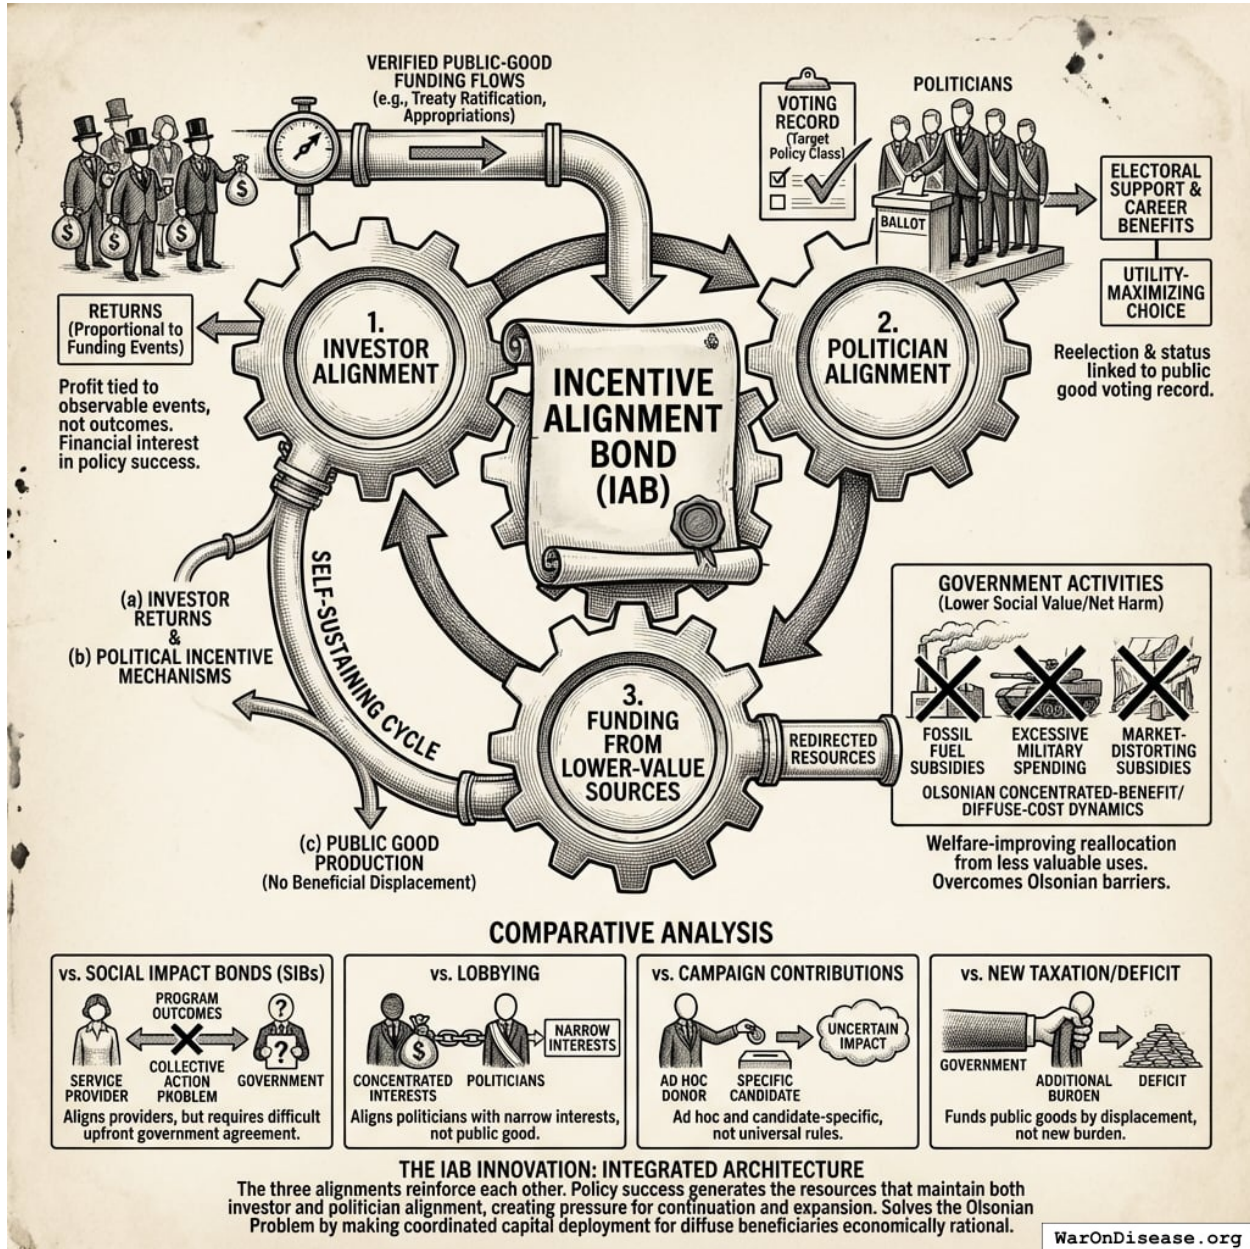 VERIFIED PUBLIC-GOOD
FUNDING FLOWS
(e.g., Treaty Ratification,
Appropriations)
VOTING
RECORD
(Target
Policy Class)
POLITICIANS
BALLOT
ELECTORAL
SUPPORT &
CAREER
BENEFITS
UTILITY-
MAXIMIZING
CHOICE
Reelection & status
linked to public
good voting record.
$
$
$
$
RETURNS
(Proportional to
Funding Events)
Profit tied to
observable events,
not outcomes.
Financial interest
in policy success.
1.
INVESTOR
ALIGNMENT
INCENTIVE
ALIGNMENT
BOND
(IAB)
2.
POLITICIAN
ALIGNMENT
(a) INVESTOR
RETURNS
&
(b) POLITICAL INCENTIVE
MECHANISMS
SELF-SUSTAINING CYCLE
(c) PUBLIC GOOD
PRODUCTION
(No Beneficial Displacement)
3.
FUNDING
FROM
LOWER-VALUE
SOURCES
REDIRECTED
RESOURCES
GOVERNMENT ACTIVITIES
(Lower Social Value/Net Harm)
FOSSIL
FUEL
SUBSIDIES
EXCESSIVE
MILITARY
SPENDING
MARKET-
DISTORTING
SUBSIDIES
OLSONIAN CONCENTRATED-BENEFIT/
DIFFUSE-COST DYNAMICS
Welfare-improving reallocation
from less valuable uses.
Overcomes Olsonian barriers.
COMPARATIVE ANALYSIS
vs. SOCIAL IMPACT BONDS (SIBs)
PROGRAM
OUTCOMES
?
?
SERVICE
PROVIDER
COLLECTIVE
ACTION
PKOBLEM
GOVERNMENT
Aligns providers, but requires difficult
upfront government agreement.
vs. LOBBYING
$
NARROW
INTERESTS
CONCENTRATED
INTERESTS
POLITICIANS
Aligns politicians with narrow interests,
not public good.
vs. CAMPAIGN CONTRIBUTIONS
UNCERTAIN
IMPACT
AD HOC
DONOR
SPECIFIC
CANDIDATE
Ad hoc and candidate-specific,
not universal rules.
vs. NEW TAXATION/DEFICIT
GOVERNMENT
ADDITIONAL
BURDEN
DEFICIT
Funds public goods by displacement,
not new burden.
THE IAB INNOVATION: INTEGRATED ARCHITECTURE
The three alignments reinforce each other. Policy success generates the resources that maintain both
investor and politician alignment, creating pressure for continuation and expansion. Solves the Olsonian
Problem by making coordinated capital deployment for diffuse beneficiaries economically rational.
WarOnDisease.org